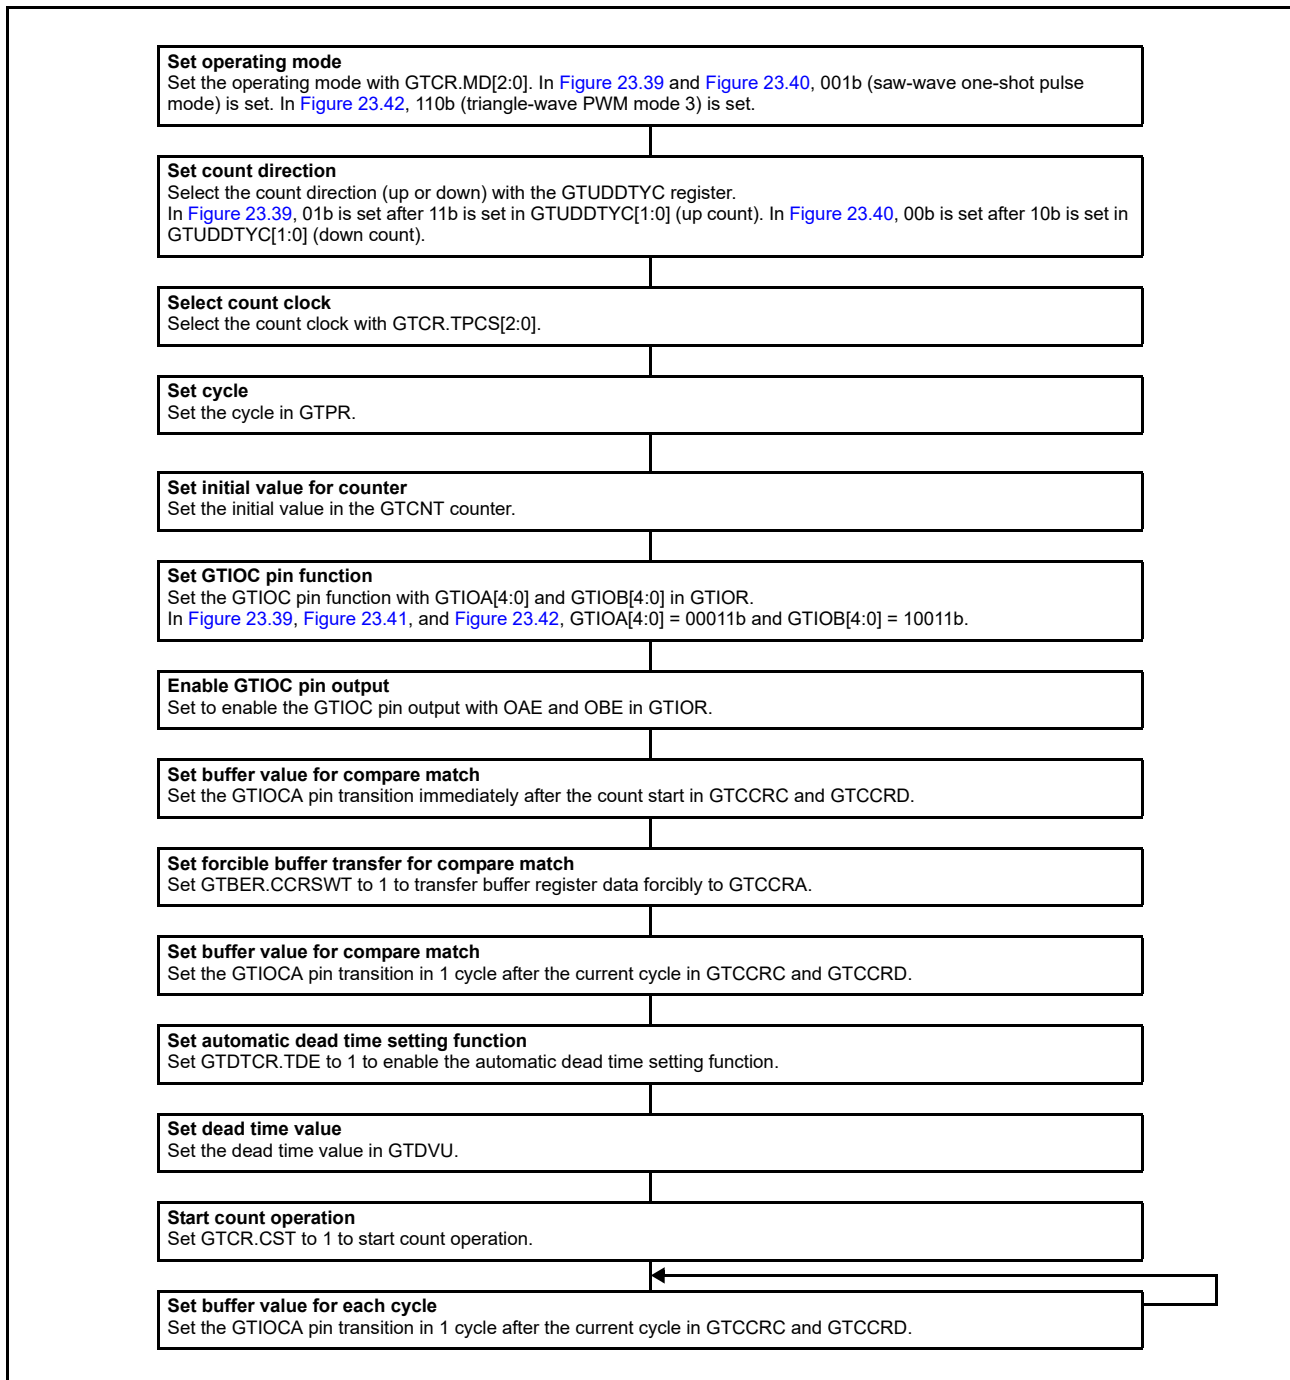 Set operating mode
Set the operating mode with GTCR.MD[2:0]. In Figure 23.39 and Figure 23.40, 001b (saw-wave one-shot pulse
mode) is set. In Figure 23.42, 110b (triangle-wave PWM mode 3) is set.
Set count direction
Select the count direction (up or down) with the GTUDDTYC register.
In Figure 23.39, 01b is set after 11b is set in GTUDDTYC[1:0] (up count). In Figure 23.40, 00b is set after 10b is set in
GTUDDTYC[1:0] (down count).
Select count clock
Select the count clock with GTCR.TPCS[2:0].
Set cycle
Set the cycle in GTPR.
Set initial value for counter
Set the initial value in the GTCNT counter.
Set GTIOC pin function
Set the GTIOC pin function with GTIOA[4:0] and GTIOB[4:0] in GTIOR.
In Figure 23.39, Figure 23.41, and Figure 23.42, GTIOA[4:0] = 00011b and GTIOB[4:0] = 10011b.
Enable GTIOC pin output
Set to enable the GTIOC pin output with OAE and OBE in GTIOR.
Set buffer value for compare match
Set the GTIOCA pin transition immediately after the count start in GTCCRC and GTCCRD.
Set forcible buffer transfer for compare match
Set GTBER.CCRSWT to 1 to transfer buffer register data forcibly to GTCCRA.
Set buffer value for compare match
Set the GTIOCA pin transition in 1 cycle after the current cycle in GTCCRC and GTCCRD.
Set automatic dead time setting function
Set GTDTCR.TDE to 1 to enable the automatic dead time setting function.
Set dead time value
Set the dead time value in GTDVU.
Start count operation
Set GTCR.CST to 1 to start count operation.
Set buffer value for each cycle
Set the GTIOCA pin transition in 1 cycle after the current cycle in GTCCRC and GTCCRD.